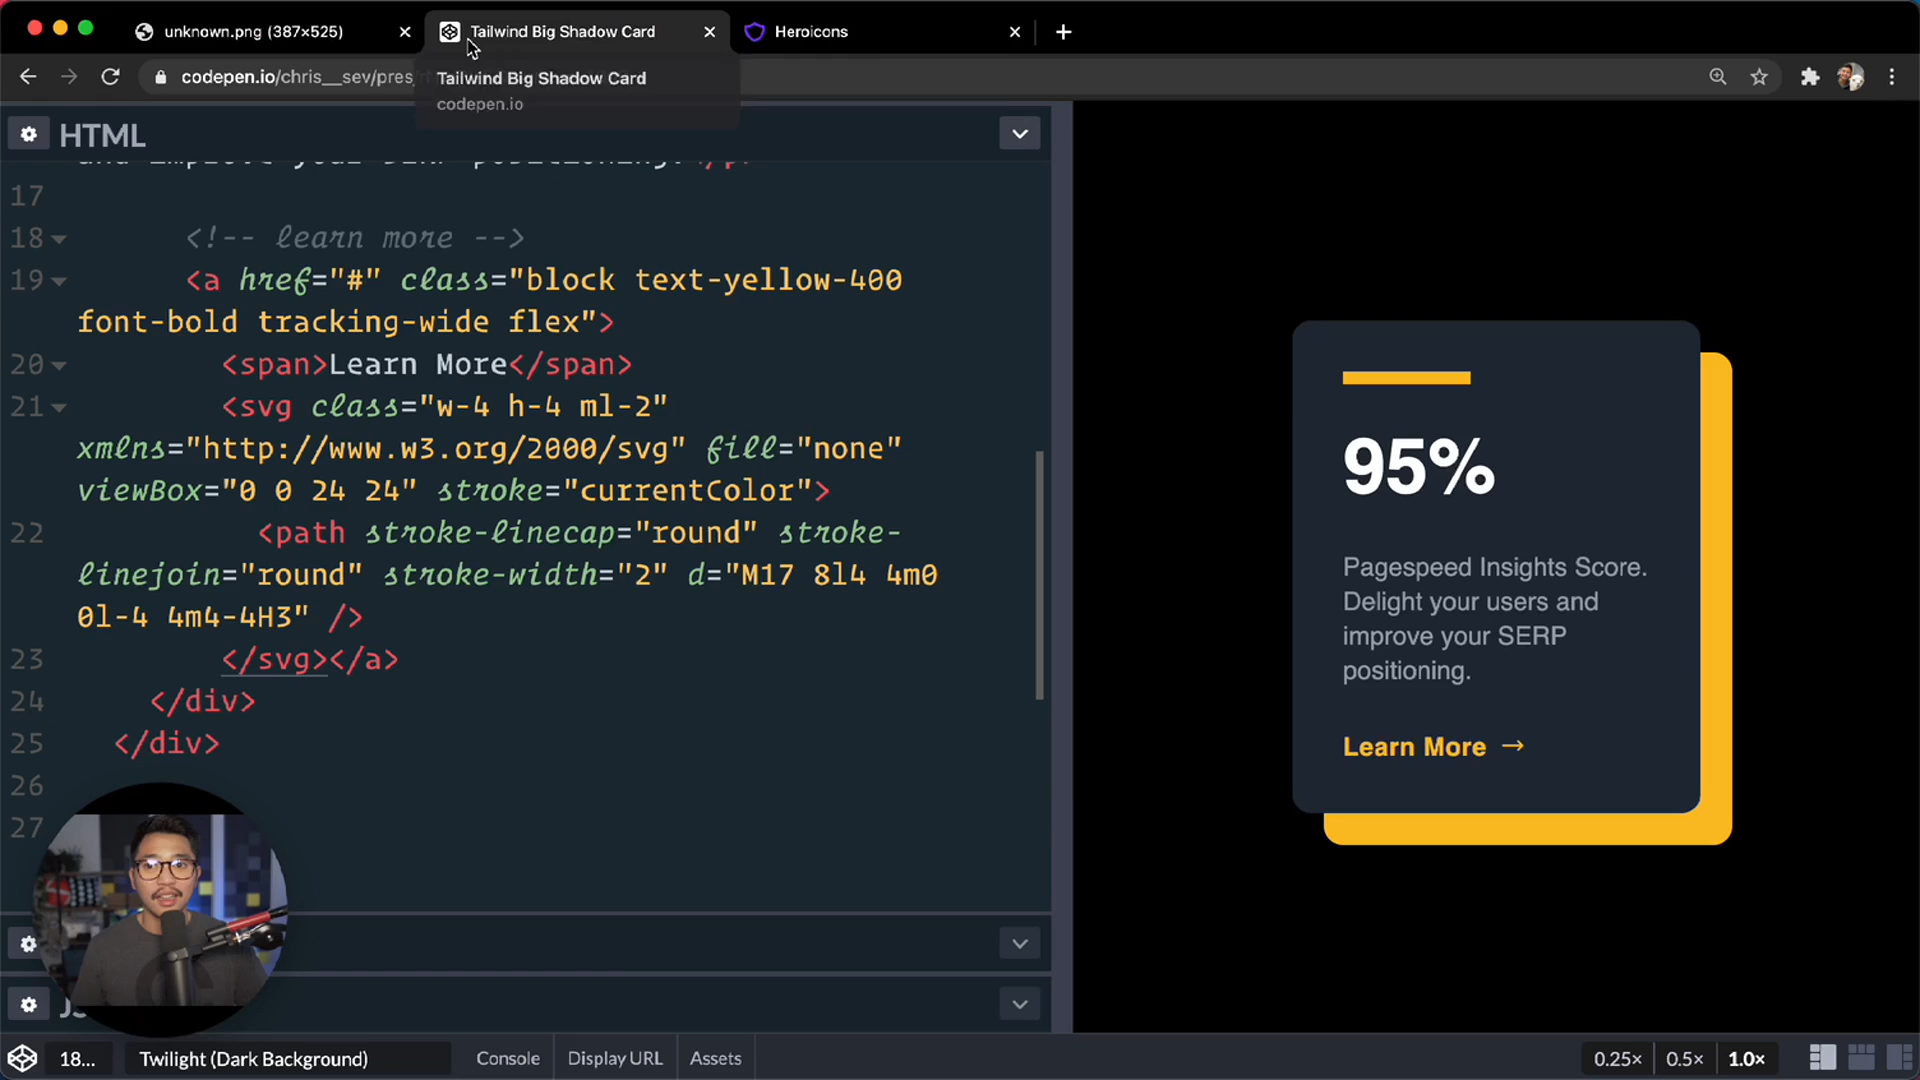 unknown.png (387×525)
Tailwind Big Shadow Card
Heroicons
codepen.io/chris__sev/pres
Tailwind Big Shadow Card
codepen.io
HTML
17
18 <!-- learn more -->
19 <a href="#" class="block text-yellow-400
font-bold tracking-wide flex">
20 <span>Learn More</span>
21 <svg class="w-4 h-4 ml-2"
xmlns="http://www.w3.org/2000/svg" fill="none"
viewBox="0 0 24 24" stroke="currentColor">
22 <path stroke-linecap="round" stroke-
linejoin="round" stroke-width="2" d="M17 8l4 4m0
0l-4 4m4-4H3" />
23 </svg></a>
24 </div>
25 </div>
26
27
95%
Pagespeed Insights Score.
Delight your users and
improve your SERP
positioning.
Learn More →
18...
Twilight (Dark Background)
Console
Display URL
Assets
0.25×
0.5×
1.0×